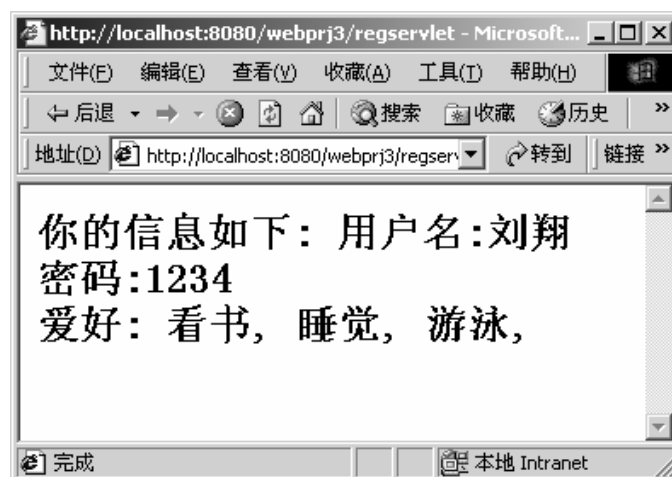 http://localhost:8080/webprj3/regservlet - Microsoft...
文件(F) 编辑(E) 查看(V) 收藏(A) 工具(T) 帮助(H)
后退 搜索 收藏 历史 »
地址(D) http://localhost:8080/webprj3/regserv 转到 链接 »
你的信息如下: 用户名:刘翔
密码:1234
爱好: 看书, 睡觉, 游泳,
完成 本地 Intranet